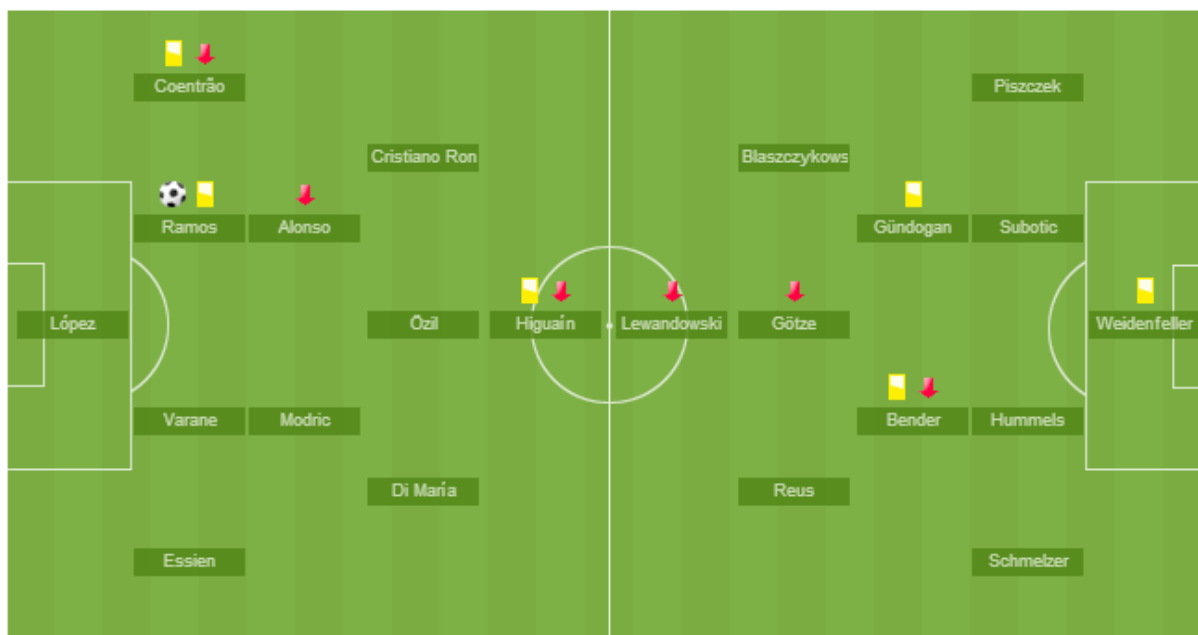 Coentrão
Piszczek
Cristiano Ron
Blaszczykows
Ramos
Alonso
Gündogan
Subotic
López
Özil
Higuaín
Lewandowski
Götze
Weidenfeller
Varane
Modric
Bender
Hummels
Di María
Reus
Essien
Schmelzer